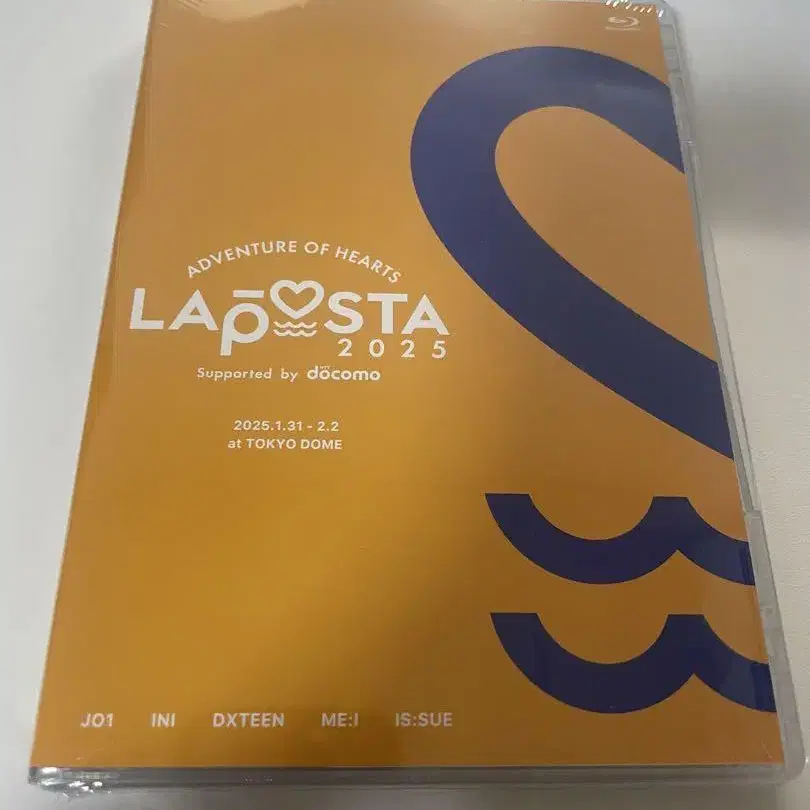 ADVENTURE OF HEARTS
LAPOSTA
2025
Supported by docomo
2025.1.31 - 2.2
at TOKYO DOME
JO1 INI DXTEEN ME:I IS:SUE